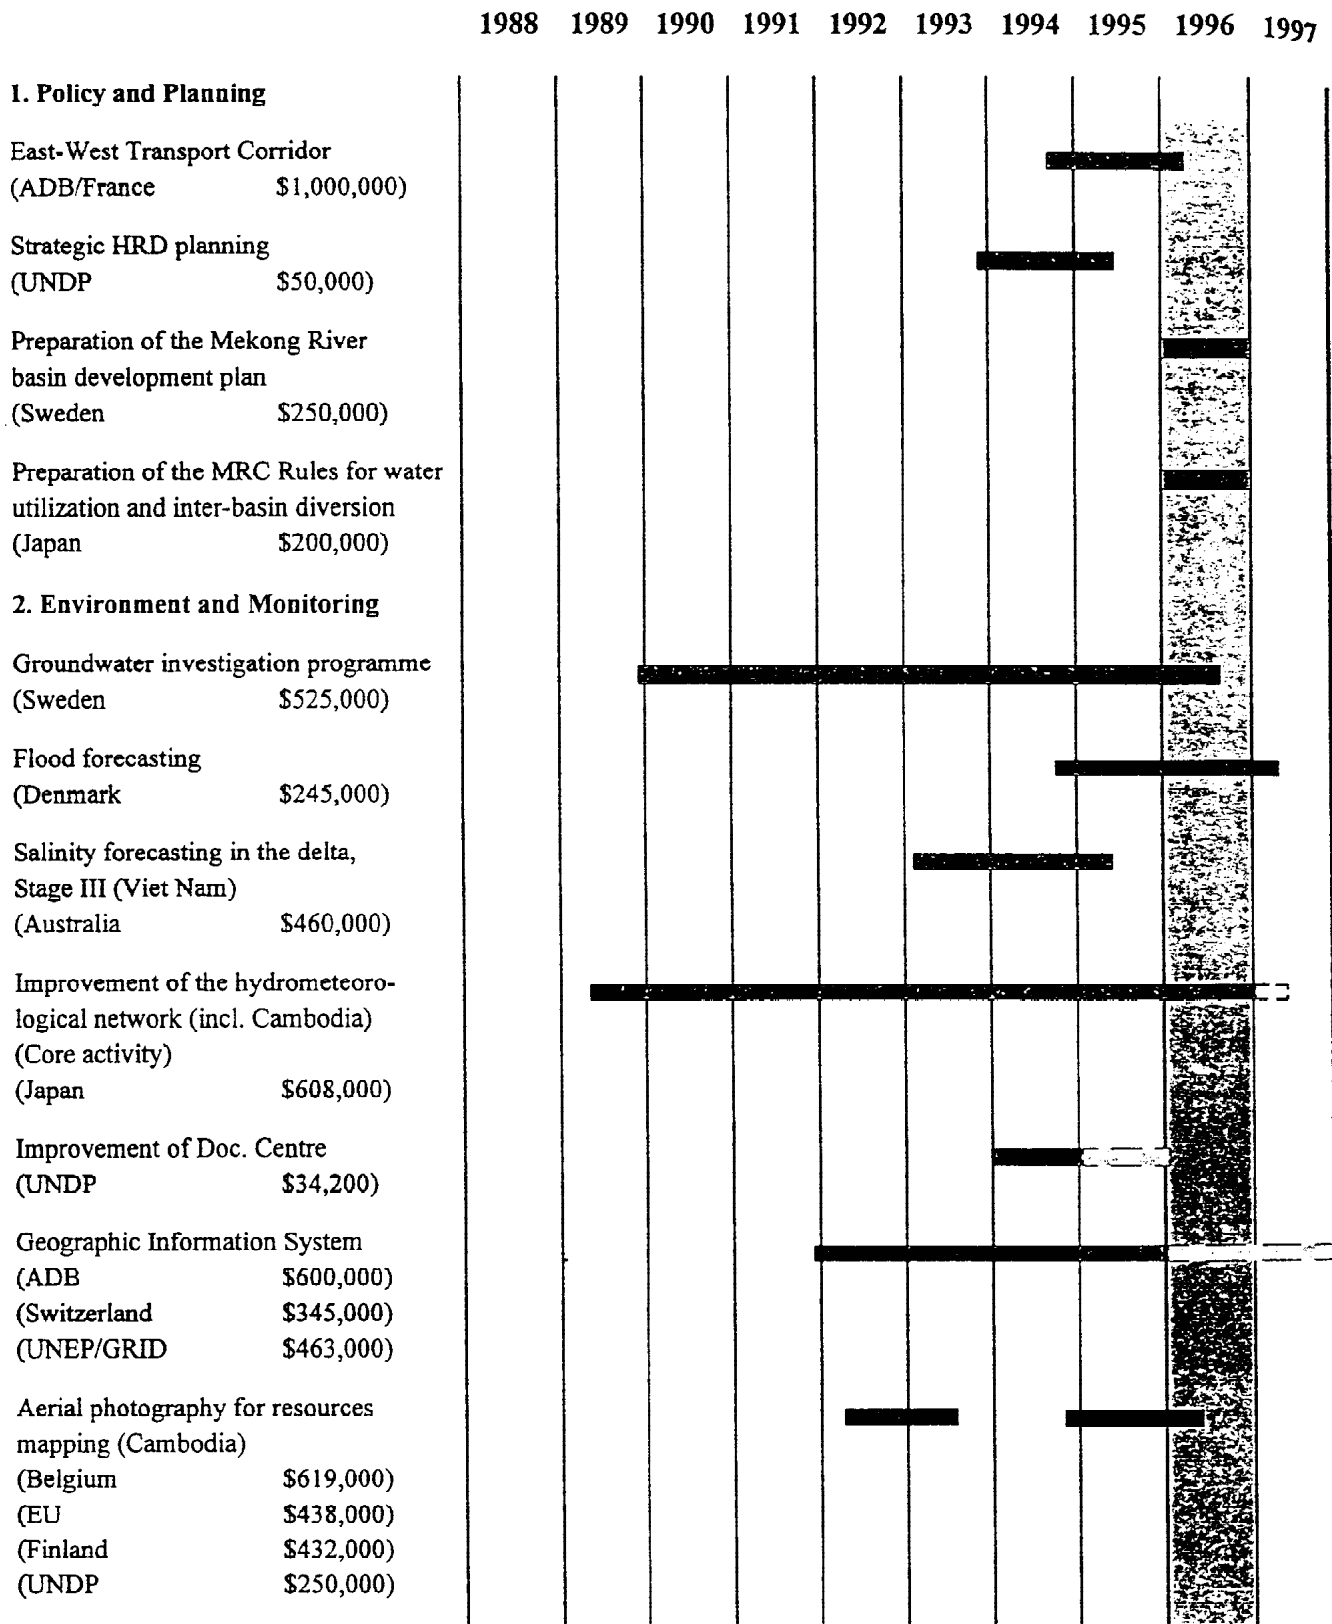 1988 1989 1990 1991 1992 1993 1994 1995 1996 1997
1. Policy and Planning
East-West Transport Corridor
(ADB/France $1,000,000)
Strategic HRD planning
(UNDP $50,000)
Preparation of the Mekong River
basin development plan
(Sweden $250,000)
Preparation of the MRC Rules for water
utilization and inter-basin diversion
(Japan $200,000)
2. Environment and Monitoring
Groundwater investigation programme
(Sweden $525,000)
Flood forecasting
(Denmark $245,000)
Salinity forecasting in the delta,
Stage III (Viet Nam)
(Australia $460,000)
Improvement of the hydrometeoro-
logical network (incl. Cambodia)
(Core activity)
(Japan $608,000)
Improvement of Doc. Centre
(UNDP $34,200)
Geographic Information System
(ADB $600,000)
(Switzerland $345,000)
(UNEP/GRID $463,000)
Aerial photography for resources
mapping (Cambodia)
(Belgium $619,000)
(EU $438,000)
(Finland $432,000)
(UNDP $250,000)